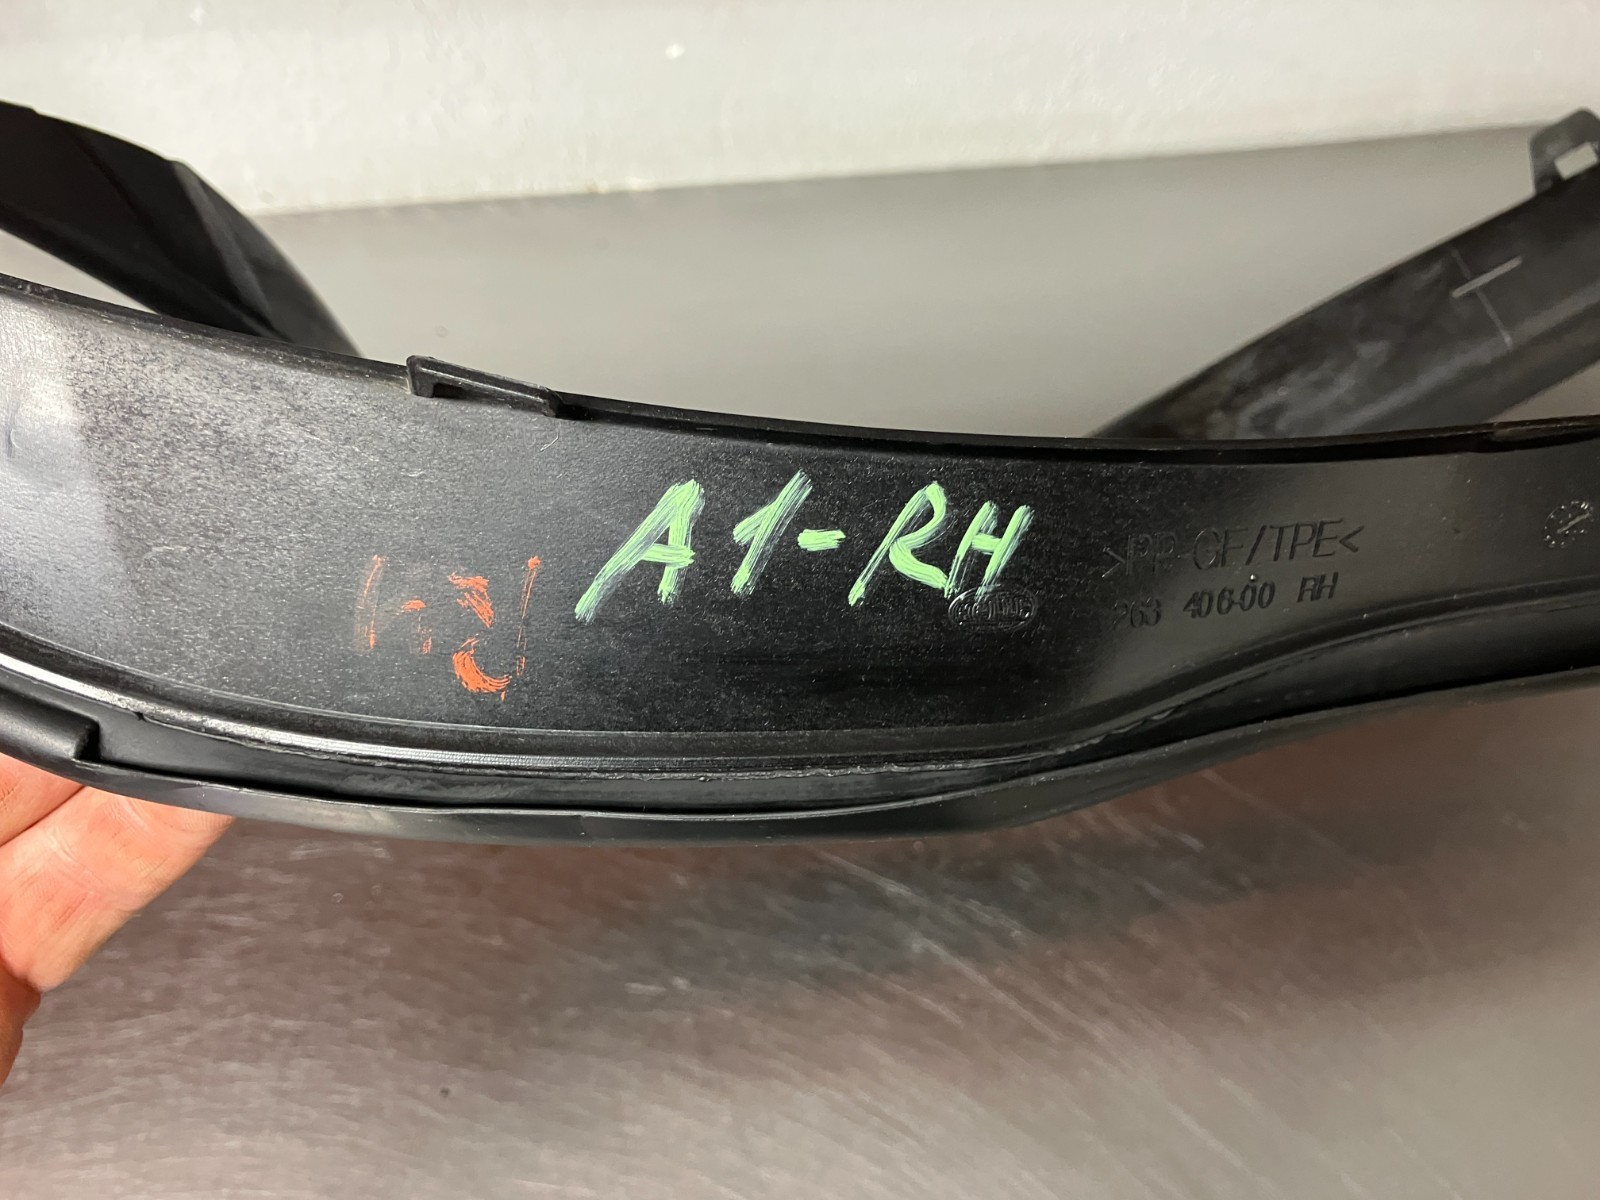 A1-RH
>PP-GF/TPE<
263 406-00 RH